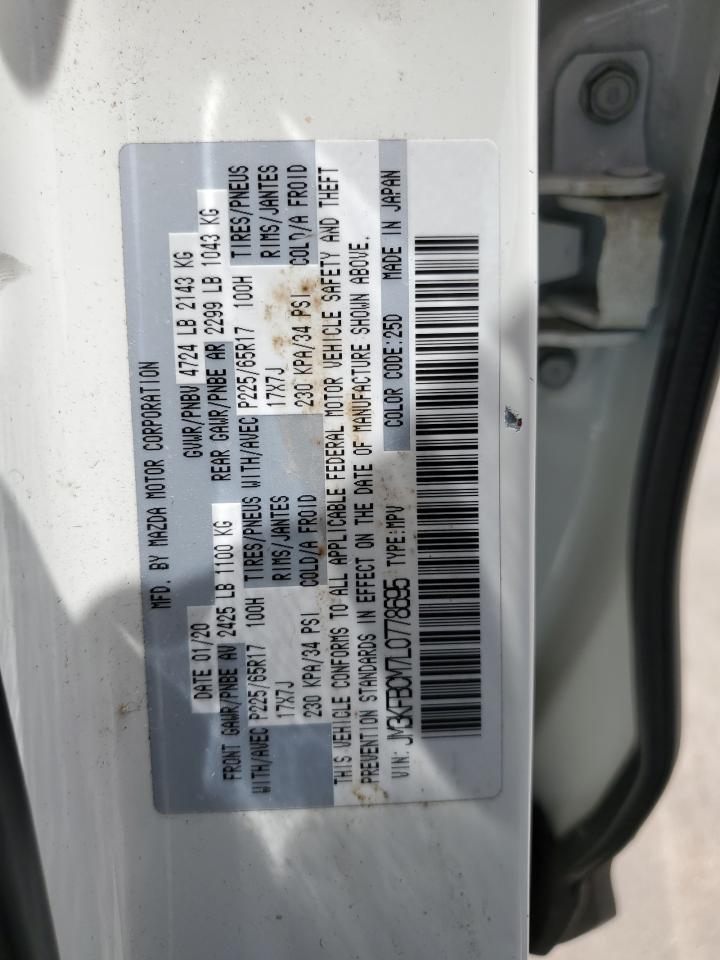 MFD. BY MAZDA MOTOR CORPORATION
DATE 01/20 GVWR/PNBV 4724 LB 2143 KG
FRONT GAWR/PNBE AV 2425 LB 1100 KG REAR GAWR/PNBE AR 2299 LB 1043 KG
WITH/AVEC P225/65R17 100H TIRES/PNEUS WITH/AVEC P225/65R17 100H TIRES/PNEUS
17X7J RIMS/JANTES 17X7J RIMS/JANTES
230 KPA/34 PSI COLD/A FROID 230 KPA/34 PSI COLD/A FROID
THIS VEHICLE CONFORMS TO ALL APPLICABLE FEDERAL MOTOR VEHICLE SAFETY AND THEFT
PREVENTION STANDARDS IN EFFECT ON THE DATE OF MANUFACTURE SHOWN ABOVE.
VIN: JM3KFBCM7L0778695 TYPE:MPV COLOR CODE:25D MADE IN JAPAN